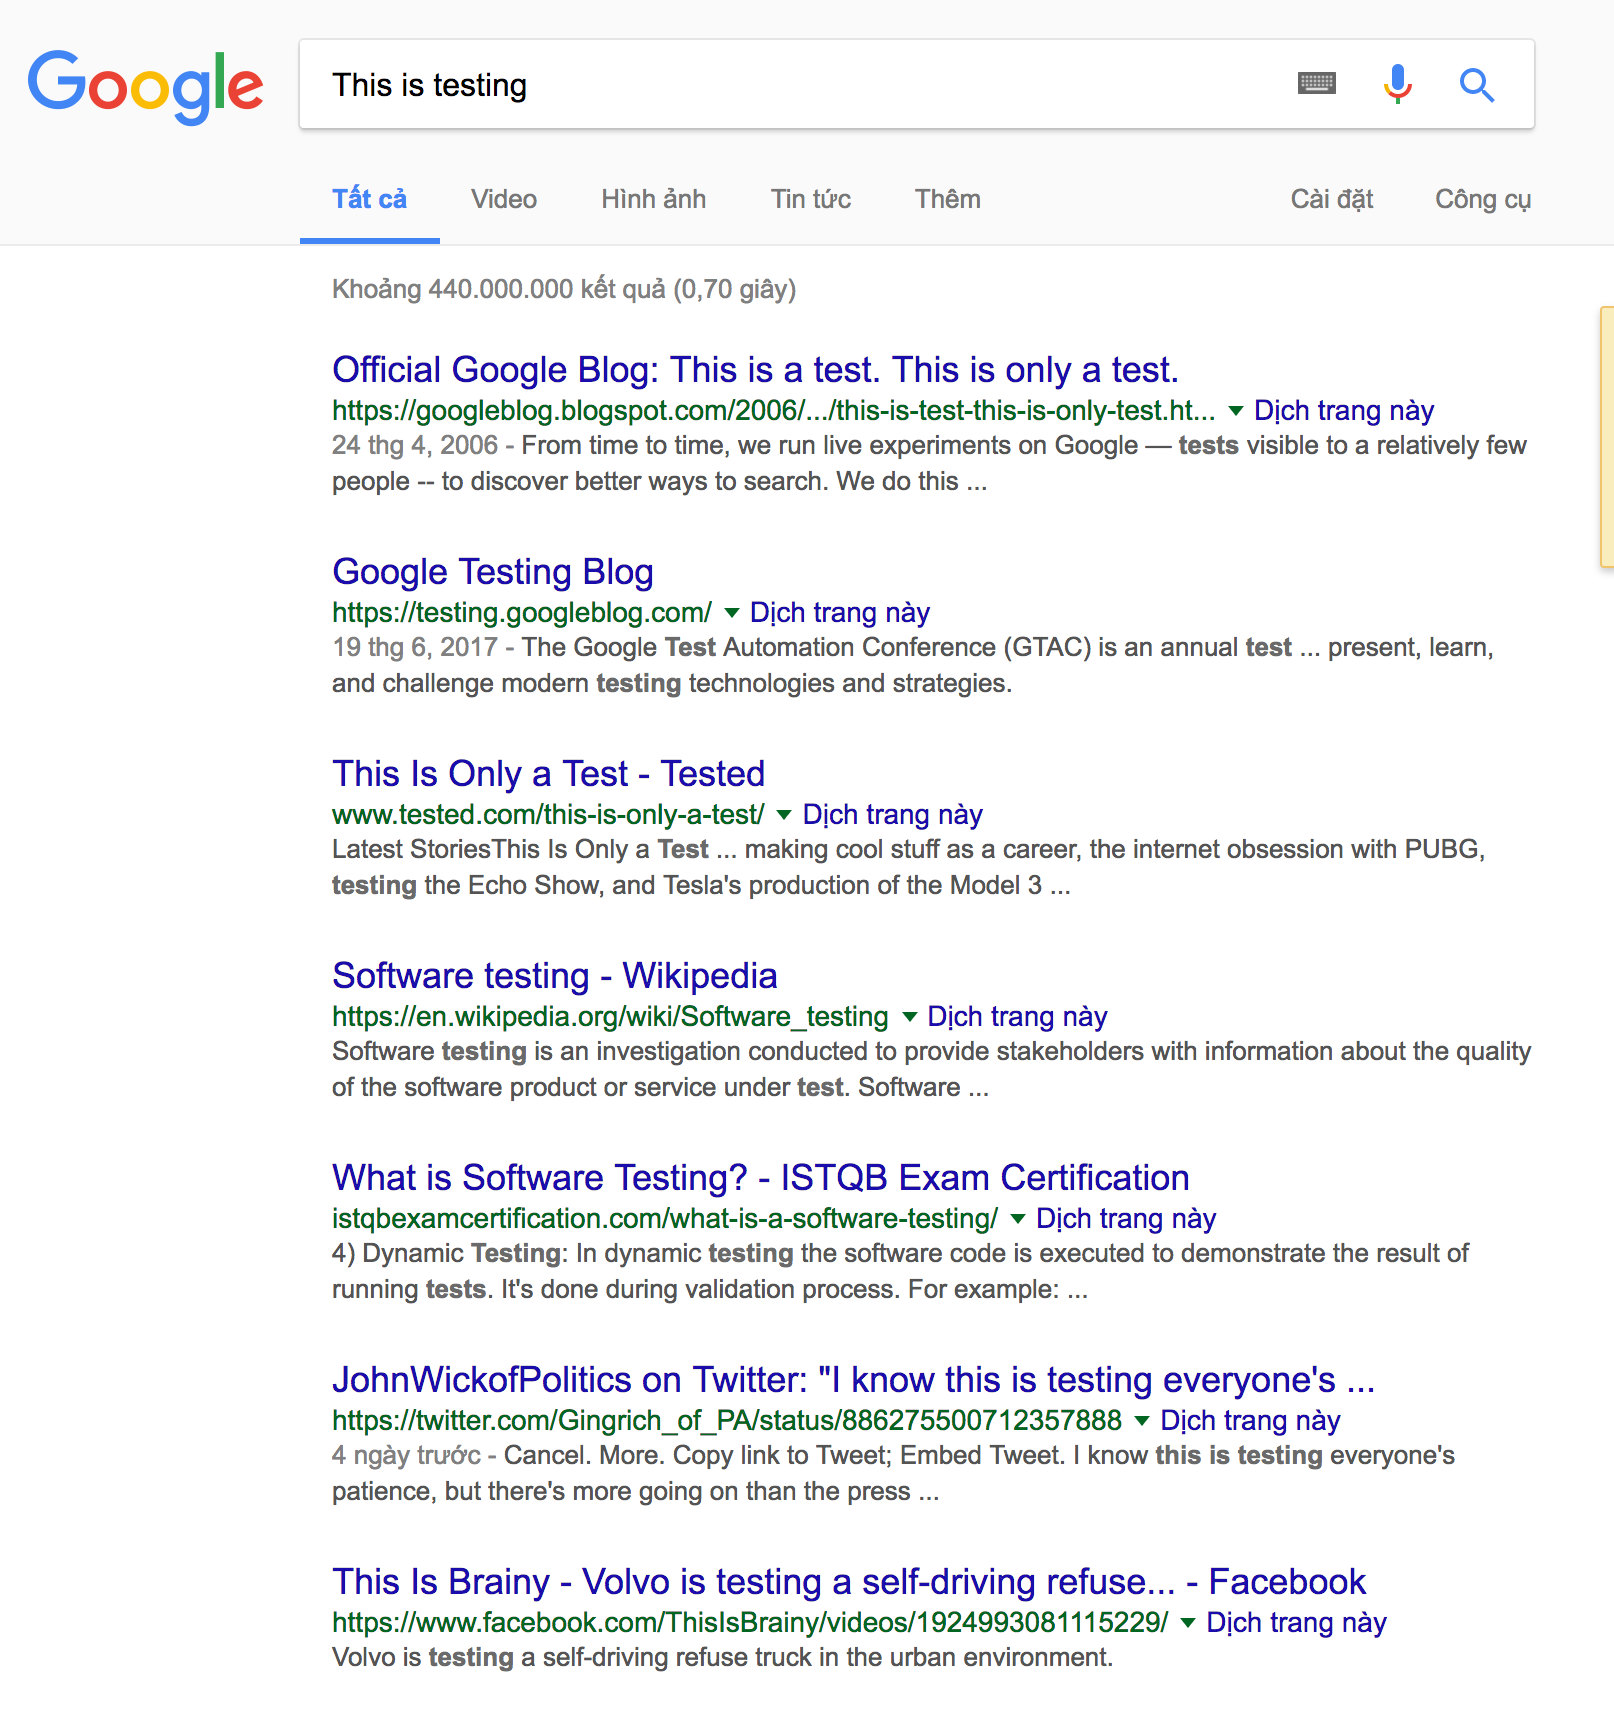 Google
This is testing
Tất cả Video Hình ảnh Tin tức Thêm Cài đặt Công cụ
Khoảng 440.000.000 kết quả (0,70 giây)
Official Google Blog: This is a test. This is only a test.
https://googleblog.blogspot.com/2006/.../this-is-test-this-is-only-test.ht... Dịch trang này
24 thg 4, 2006 - From time to time, we run live experiments on Google — tests visible to a relatively few
people -- to discover better ways to search. We do this ...
Google Testing Blog
https://testing.googleblog.com/ Dịch trang này
19 thg 6, 2017 - The Google Test Automation Conference (GTAC) is an annual test ... present, learn,
and challenge modern testing technologies and strategies.
This Is Only a Test - Tested
www.tested.com/this-is-only-a-test/ Dịch trang này
Latest StoriesThis Is Only a Test ... making cool stuff as a career, the internet obsession with PUBG,
testing the Echo Show, and Tesla's production of the Model 3 ...
Software testing - Wikipedia
https://en.wikipedia.org/wiki/Software_testing Dịch trang này
Software testing is an investigation conducted to provide stakeholders with information about the quality
of the software product or service under test. Software ...
What is Software Testing? - ISTQB Exam Certification
istqbexamcertification.com/what-is-a-software-testing/ Dịch trang này
4) Dynamic Testing: In dynamic testing the software code is executed to demonstrate the result of
running tests. It's done during validation process. For example: ...
JohnWickofPolitics on Twitter: "I know this is testing everyone's ...
https://twitter.com/Gingrich_of_PA/status/886275500712357888 Dịch trang này
4 ngày trước - Cancel. More. Copy link to Tweet; Embed Tweet. I know this is testing everyone's
patience, but there's more going on than the press ...
This Is Brainy - Volvo is testing a self-driving refuse... - Facebook
https://www.facebook.com/ThisIsBrainy/videos/1924993081115229/ Dịch trang này
Volvo is testing a self-driving refuse truck in the urban environment.